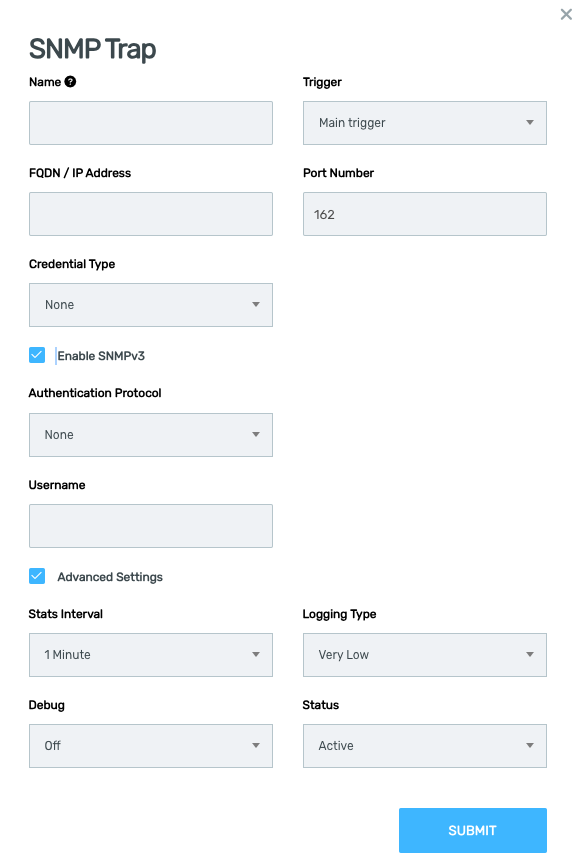 SNMP Trap
Name
Trigger
Main trigger
FQDN / IP Address
Port Number
162
Credential Type
None
Enable SNMPv3
Authentication Protocol
None
Username
Advanced Settings
Stats Interval
Logging Type
1 Minute
Very Low
Debug
Status
Off
Active
SUBMIT